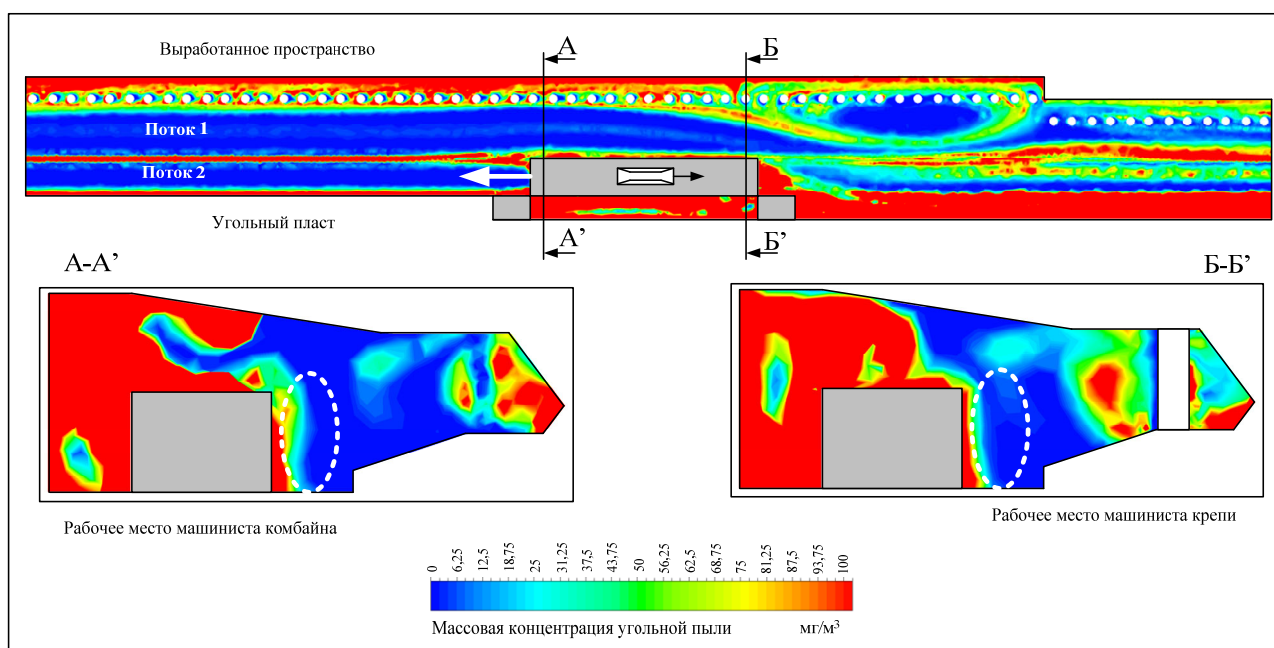 Выработанное пространство
А
Б
Поток 1
Поток 2
Угольный пласт
А’
Б’
А-А’
Б-Б’
Рабочее место машиниста комбайна
Рабочее место машиниста крепи
0
6,25
12,5
18,75
25
31,25
37,5
43,75
50
56,25
62,5
68,75
75
81,25
87,5
93,75
100
Массовая концентрация угольной пыли мг/м³